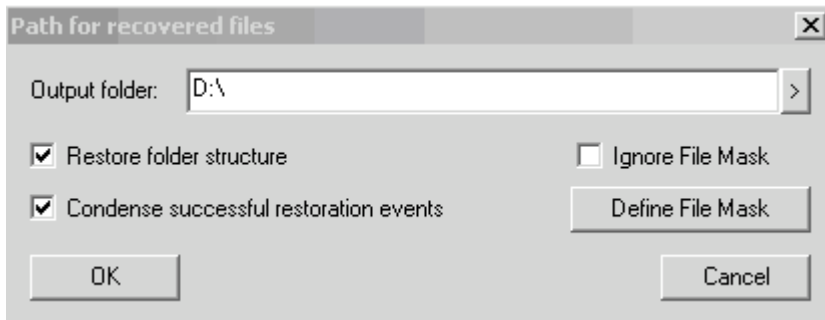 Path for recovered files
Output folder: D:\ >
Restore folder structure Ignore File Mask
Condense successful restoration events Define File Mask
OK Cancel